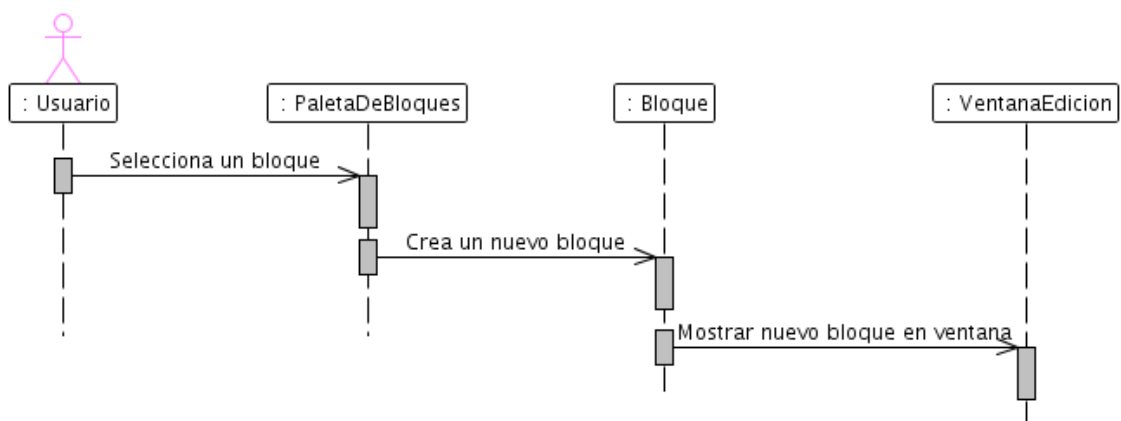 : Usuario
: PaletaDeBloques
: Bloque
: VentanaEdicion
Selecciona un bloque
Crea un nuevo bloque
Mostrar nuevo bloque en ventana